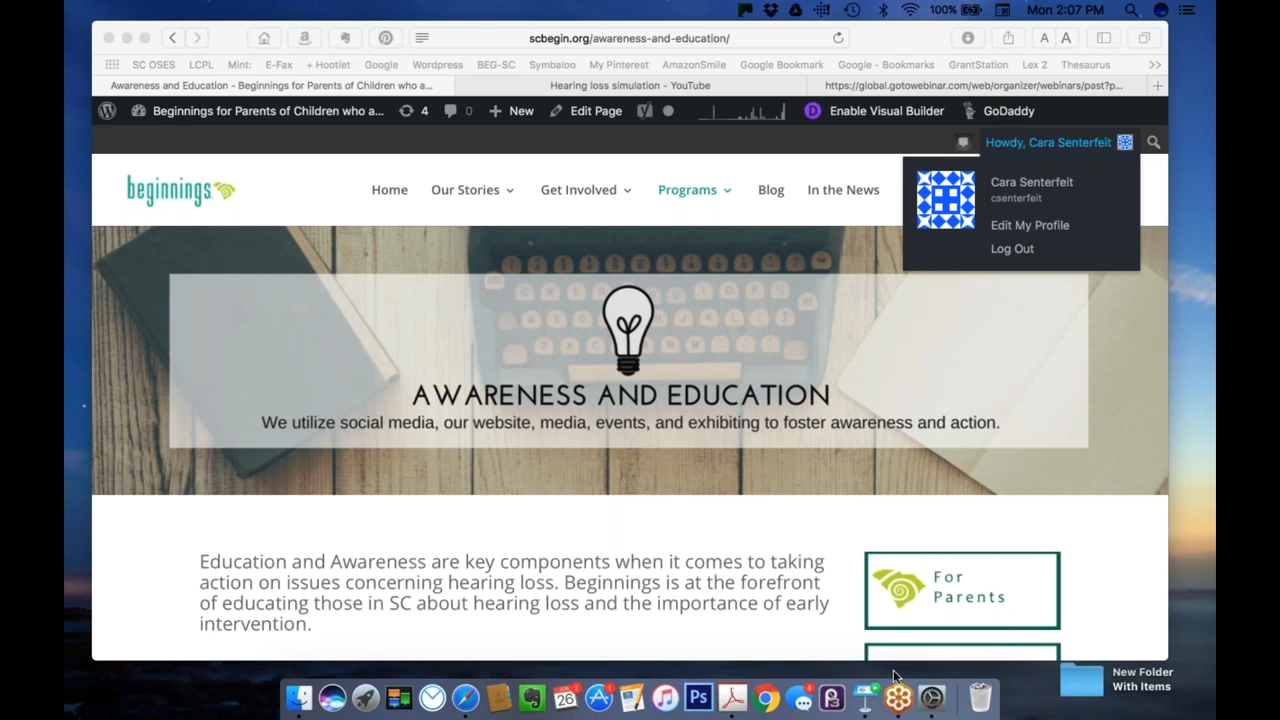 100% Mon 2:07 PM
scbegin.org/awareness-and-education/
A A
SC OSES LCPL Mint: E-Fax + Hootlet Google Wordpress BEG-SC Symbaloo My Pinterest AmazonSmile Google Bookmark Google - Bookmarks GrantStation Lex 2 Thesaurus >>
Awareness and Education - Beginnings for Parents of Children who a... Hearing loss simulation - YouTube https://global.gotowebinar.com/web/organizer/webinars/past?p... +
Beginnings for Parents of Children who a... 4 0 + New Edit Page D Enable Visual Builder GoDaddy
Howdy, Cara Senterfeit
beginnings Home Our Stories Get Involved Programs Blog In the News
Cara Senterfeit
csenterfeit
Edit My Profile
Log Out
AWARENESS AND EDUCATION
We utilize social media, our website, media, events, and exhibiting to foster awareness and action.
Education and Awareness are key components when it comes to taking
action on issues concerning hearing loss. Beginnings is at the forefront
of educating those in SC about hearing loss and the importance of early
intervention.
For
Parents
New Folder
With Items
26
Ps